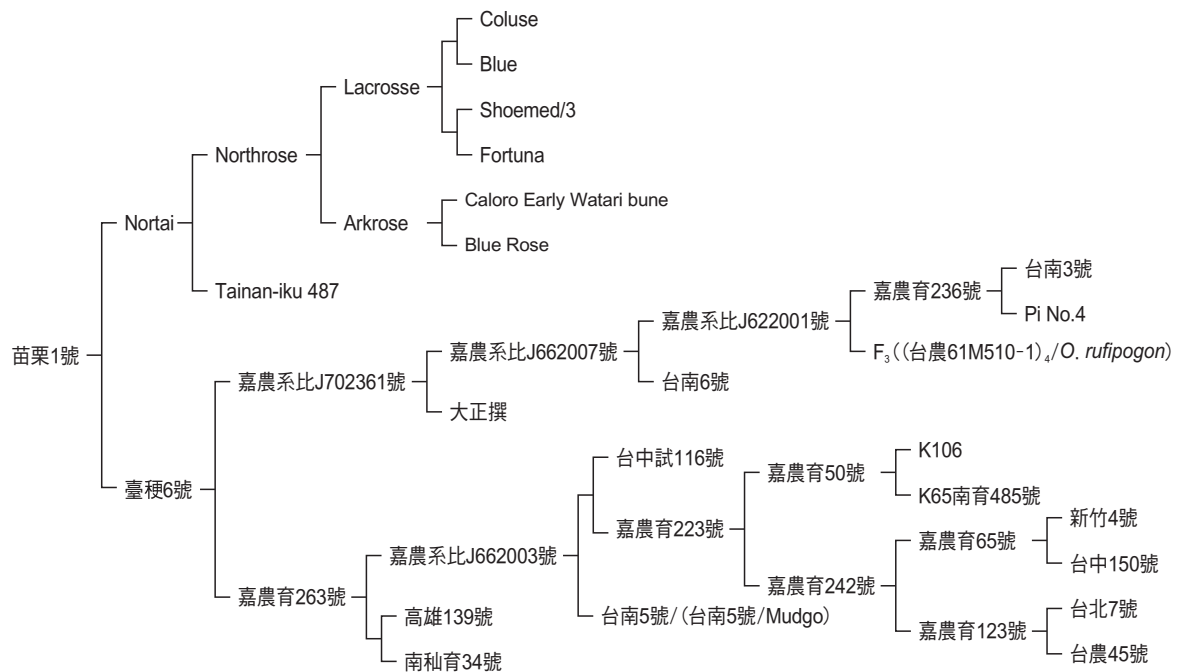 Coluse
Blue
Lacrosse
Shoemed/3
Fortuna
Northrose
Caloro Early Watari bune
Arkrose
Blue Rose
Nortai
Tainan-iku 487
台南3號
嘉農育236號
Pi No.4
嘉農系比J622001號
F₃((台農61M510-1)₄/O. rufipogon)
嘉農系比J662007號
台南6號
苗栗1號
嘉農系比J702361號
大正撰
臺稉6號
台中試116號
K106
嘉農育50號
K65南育485號
嘉農育223號
新竹4號
嘉農育65號
台中150號
嘉農系比J662003號
嘉農育242號
嘉農育263號
台南5號/(台南5號/Mudgo)
台北7號
嘉農育123號
台農45號
高雄139號
南秈育34號